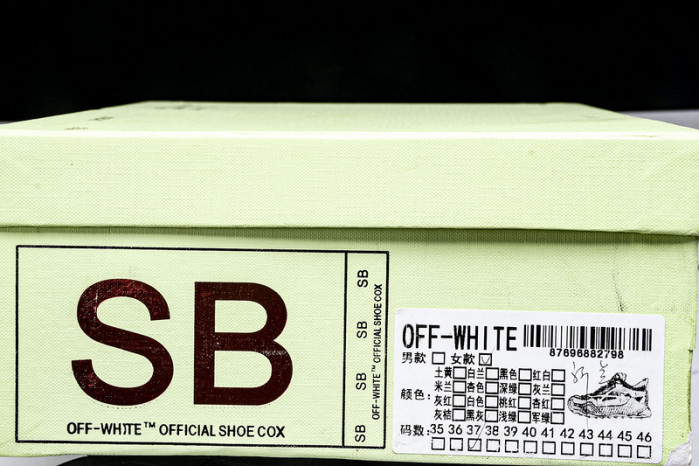 SB
OFF-WHITE™ OFFICIAL SHOE COX
SB
SB
SB
SB
OFF-WHITE™ OFFICIAL SHOE COX
OFF-WHITE
87696882798
男款□ 女款☑
颜色:
土黄□白兰□黑色□红白□
米兰□杏色□深绿□灰兰□
灰红□白色□桃红□杏红□
灰桔□黑灰□浅绿□军绿□
码数:35 36 37 38 39 40 41 42 43 44 45 46